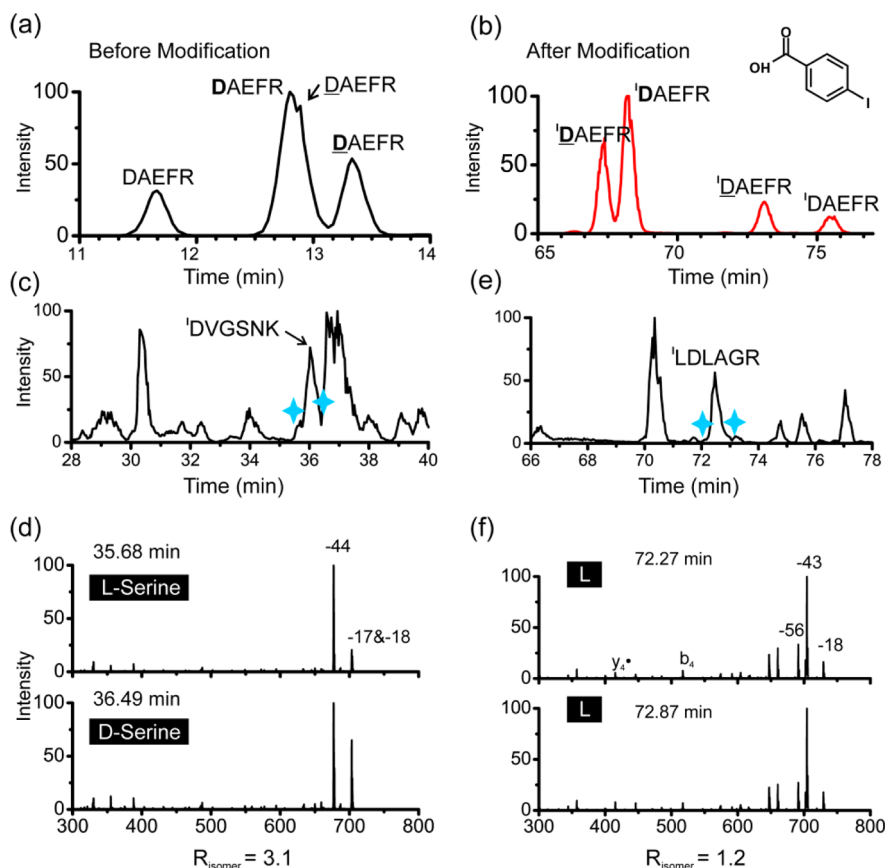 (a)
Before Modification
DAEFR
DAEFR
DAEFR
DAEFR
Intensity
100
50
0
11
12
13
14
Time (min)
(b)
After Modification
O
OH
I
ᴵDAEFR
ᴵDAEFR
ᴵDAEFR
ᴵDAEFR
Intensity
100
50
0
65
70
75
Time (min)
(c)
ᴵDVGSNK
Intensity
100
50
0
28
30
32
34
36
38
40
Time (min)
(e)
ᴵLDLAGR
Intensity
100
50
0
66
70
72
74
76
78
Time (min)
(d)
35.68 min
L-Serine
-44
-17&-18
100
50
0
Intensity
36.49 min
D-Serine
100
50
0
300
400
500
600
700
800
R isomer = 3.1
(f)
L
72.27 min
-43
-56
-18
y₄•
b₄
100
50
0
L
72.87 min
100
50
0
300
400
500
600
700
800
R isomer = 1.2